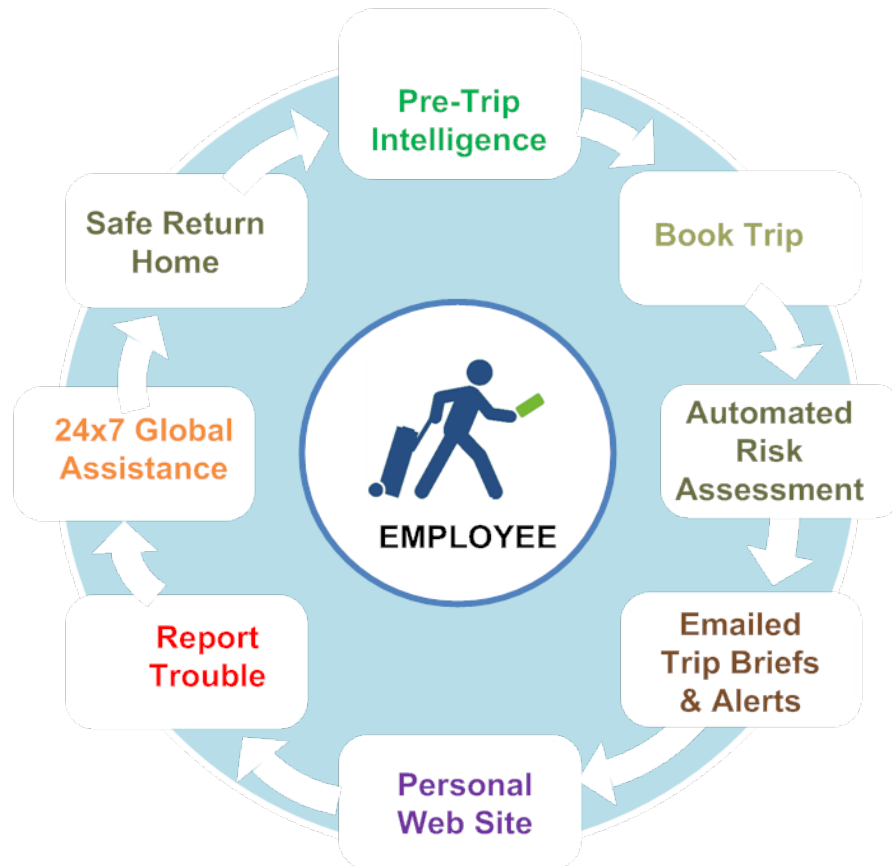 Pre-Trip
Intelligence
Book Trip
Automated
Risk
Assessment
Emailed
Trip Briefs
& Alerts
Personal
Web Site
Report
Trouble
24x7 Global
Assistance
Safe Return
Home
EMPLOYEE